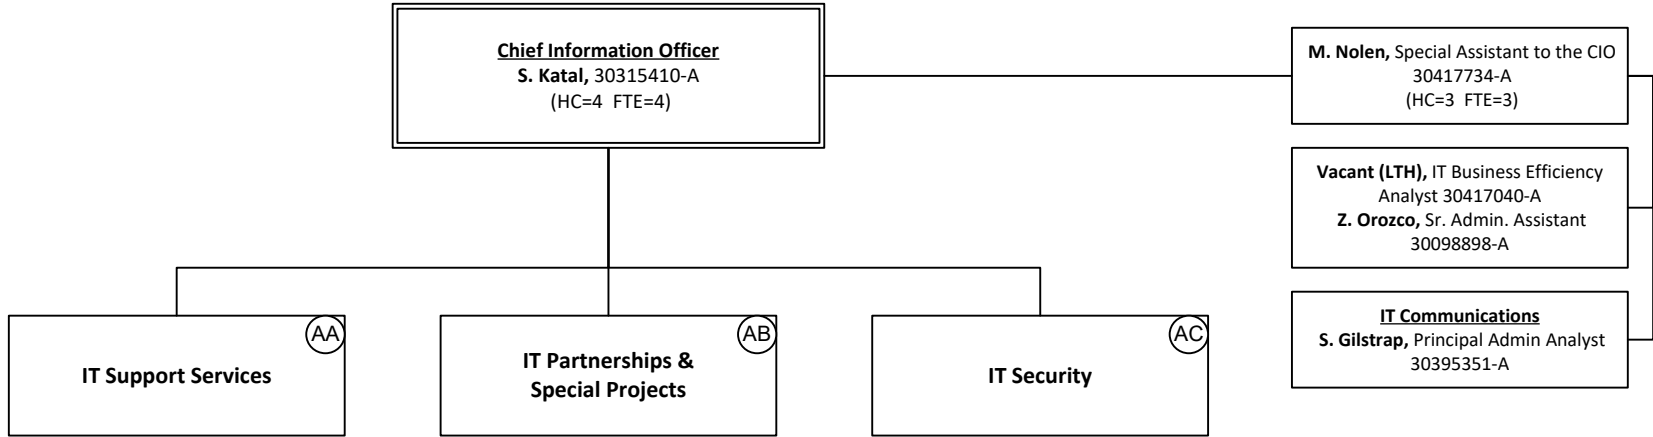 Chief Information Officer
S. Katal, 30315410-A
(HC=4 FTE=4)
M. Nolen, Special Assistant to the CIO
30417734-A
(HC=3 FTE=3)
Vacant (LTH), IT Business Efficiency
Analyst 30417040-A
Z. Orozco, Sr. Admin. Assistant
30098898-A
IT Communications
S. Gilstrap, Principal Admin Analyst
30395351-A
AA
IT Support Services
AB
IT Partnerships &
Special Projects
AC
IT Security